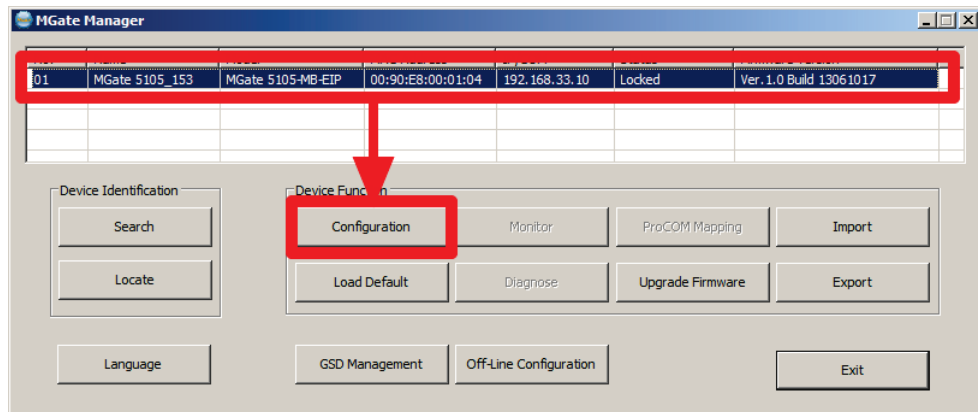 MGate Manager
01 MGate 5105_153 MGate 5105-MB-EIP 00:90:E8:00:01:04 192.168.33.10 Locked Ver.1.0 Build 13061017
Device Identification
Device Function
Search
Configuration
Monitor
ProCOM Mapping
Import
Locate
Load Default
Diagnose
Upgrade Firmware
Export
Language
GSD Management
Off-Line Configuration
Exit